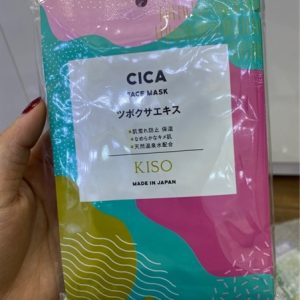 CICA
FACE MASK
ツボクサエキス
★肌荒れ防止 保湿
★なめらかなキメ肌
★天然温泉水配合
KISO
MADE IN JAPAN